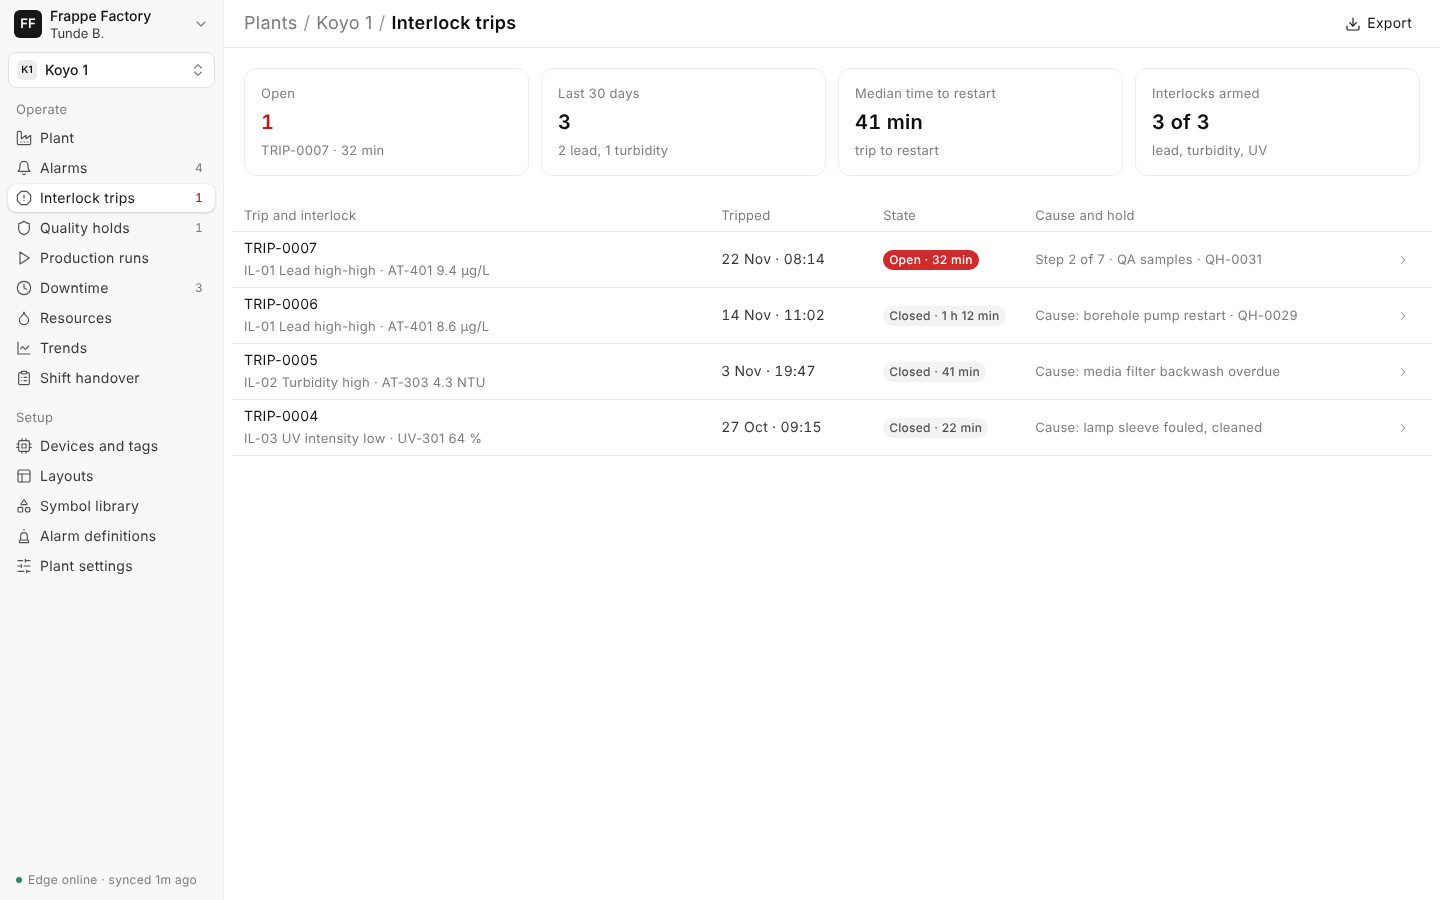 FF
Frappe Factory
Tunde B.
K1
Koyo 1
Operate
Plant
Alarms 4
Interlock trips 1
Quality holds 1
Production runs
Downtime 3
Resources
Trends
Shift handover
Setup
Devices and tags
Layouts
Symbol library
Alarm definitions
Plant settings
Edge online · synced 1m ago
Plants / Koyo 1 / Interlock trips
Export
Open
1
TRIP-0007 · 32 min
Last 30 days
3
2 lead, 1 turbidity
Median time to restart
41 min
trip to restart
Interlocks armed
3 of 3
lead, turbidity, UV
Trip and interlock Tripped State Cause and hold
TRIP-0007
IL-01 Lead high-high · AT-401 9.4 µg/L
22 Nov · 08:14
Open · 32 min
Step 2 of 7 · QA samples · QH-0031
TRIP-0006
IL-01 Lead high-high · AT-401 8.6 µg/L
14 Nov · 11:02
Closed · 1 h 12 min
Cause: borehole pump restart · QH-0029
TRIP-0005
IL-02 Turbidity high · AT-303 4.3 NTU
3 Nov · 19:47
Closed · 41 min
Cause: media filter backwash overdue
TRIP-0004
IL-03 UV intensity low · UV-301 64 %
27 Oct · 09:15
Closed · 22 min
Cause: lamp sleeve fouled, cleaned